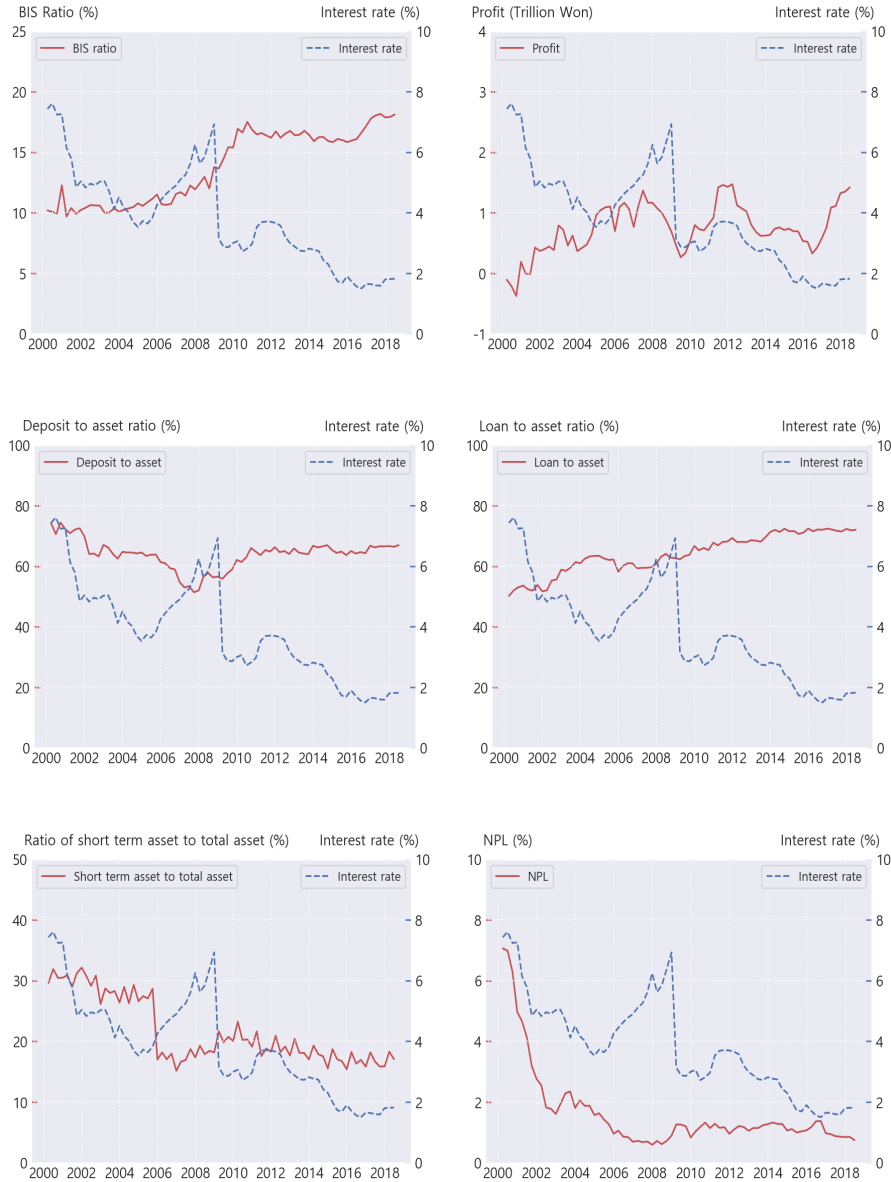 BIS Ratio (%) Interest rate (%) Profit (Trillion Won) Interest rate (%)
25 10 4 10
BIS ratio Interest rate Profit Interest rate
20 8 3 8
15 6 2 6
10 4 1 4
5 2 0 2
0 0 -1 0
2000 2002 2004 2006 2008 2010 2012 2014 2016 2018 2000 2002 2004 2006 2008 2010 2012 2014 2016 2018
Deposit to asset ratio (%) Interest rate (%) Loan to asset ratio (%) Interest rate (%)
100 10 100 10
Deposit to asset Interest rate Loan to asset Interest rate
80 8 80 8
60 6 60 6
40 4 40 4
20 2 20 2
0 0 0 0
2000 2002 2004 2006 2008 2010 2012 2014 2016 2018 2000 2002 2004 2006 2008 2010 2012 2014 2016 2018
Ratio of short term asset to total asset (%) Interest rate (%) NPL (%) Interest rate (%)
50 10 10 10
Short term asset to total asset Interest rate NPL Interest rate
40 8 8 8
30 6 6 6
20 4 4 4
10 2 2 2
0 0 0 0
2000 2002 2004 2006 2008 2010 2012 2014 2016 2018 2000 2002 2004 2006 2008 2010 2012 2014 2016 2018